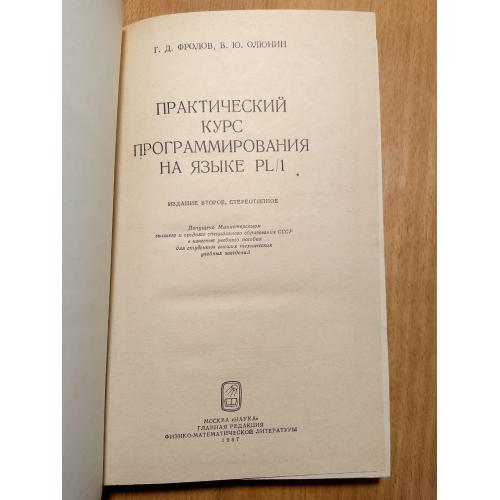 Г. Д. ФРОЛОВ, В. Ю. ОЛЮНИН
ПРАКТИЧЕСКИЙ
КУРС
ПРОГРАММИРОВАНИЯ
НА ЯЗЫКЕ PL/1
ИЗДАНИЕ ВТОРОЕ, СТЕРЕОТИПНОЕ
Допущено Министерством
высшего и среднего специального образования СССР
в качестве учебного пособия
для студентов высших технических
учебных заведений
МОСКВА «НАУКА»
ГЛАВНАЯ РЕДАКЦИЯ
ФИЗИКО-МАТЕМАТИЧЕСКОЙ ЛИТЕРАТУРЫ
1987